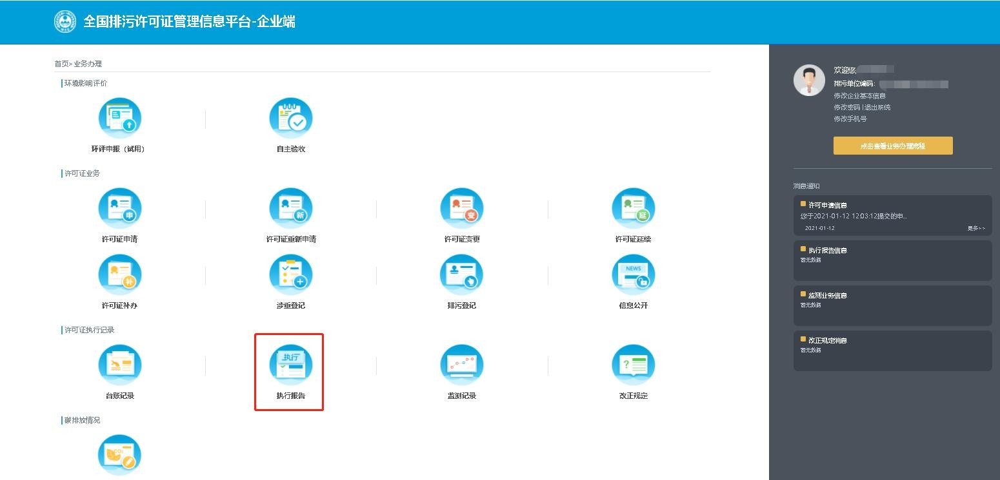 全国排污许可证管理信息平台-企业端
首页> 业务办理
环境影响评价
环评申报（试用）
自主验收
许可证业务
申
新
变
延
许可证申请
许可证重新申请
许可证变更
许可证延续
补
NEWS
许可证补办
涉重登记
排污登记
信息公开
许可证执行记录
执行
?
台账记录
执行报告
监测记录
改正规定
碳排放情况
CO₂
欢迎您
排污单位编码：
修改企业基本信息
修改密码 | 退出系统
修改手机号
点击查看业务办理流程
消息通知
许可申请信息
您于2021-01-12 12:03:12提交的申...
2021-01-12
更多>>
执行报告信息
暂无数据
监测业务信息
暂无数据
改正规定消息
暂无数据